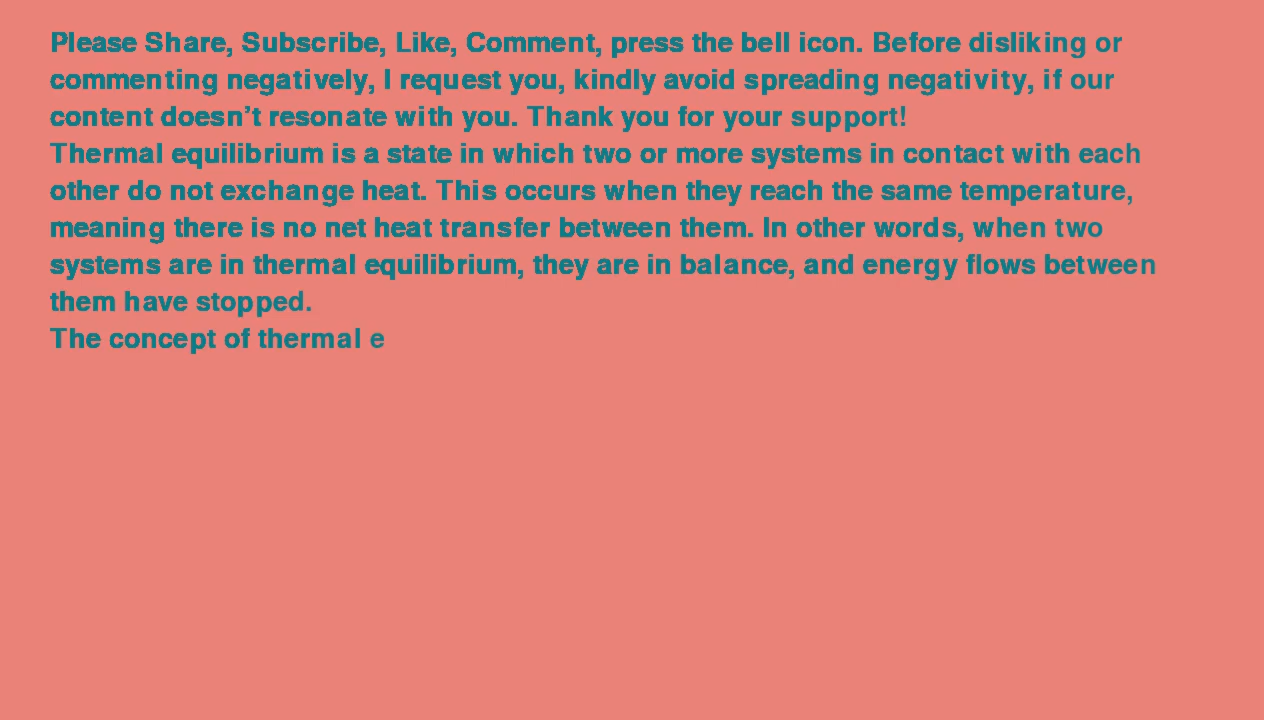 Please Share, Subscribe, Like, Comment, press the bell icon. Before disliking or
commenting negatively, I request you, kindly avoid spreading negativity, if our
content doesn’t resonate with you. Thank you for your support!
Thermal equilibrium is a state in which two or more systems in contact with each
other do not exchange heat. This occurs when they reach the same temperature,
meaning there is no net heat transfer between them. In other words, when two
systems are in thermal equilibrium, they are in balance, and energy flows between
them have stopped.
The concept of thermal e